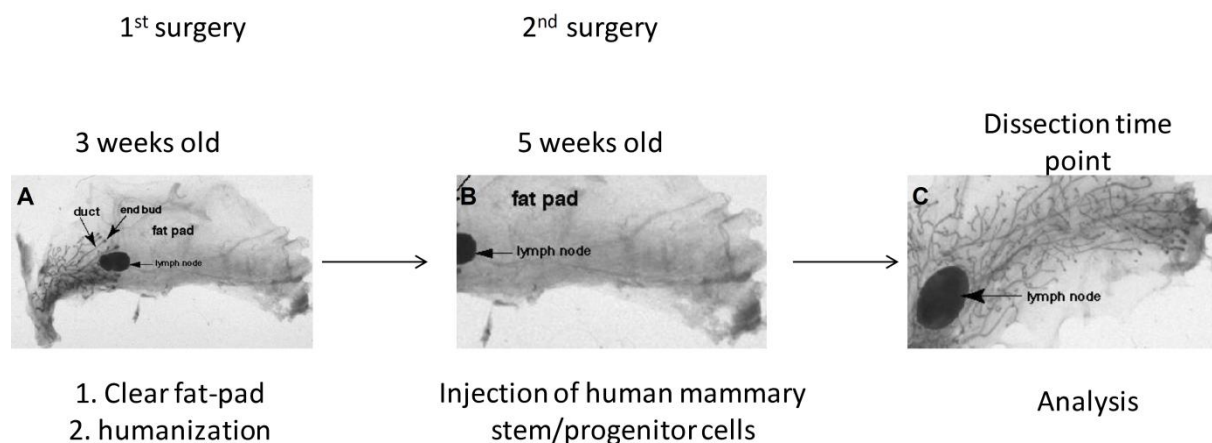 1st surgery
2nd surgery
3 weeks old
5 weeks old
Dissection time
point
A
duct
end bud
fat pad
lymph node
B
fat pad
lymph node
C
lymph node
1. Clear fat-pad
2. humanization
Injection of human mammary
stem/progenitor cells
Analysis